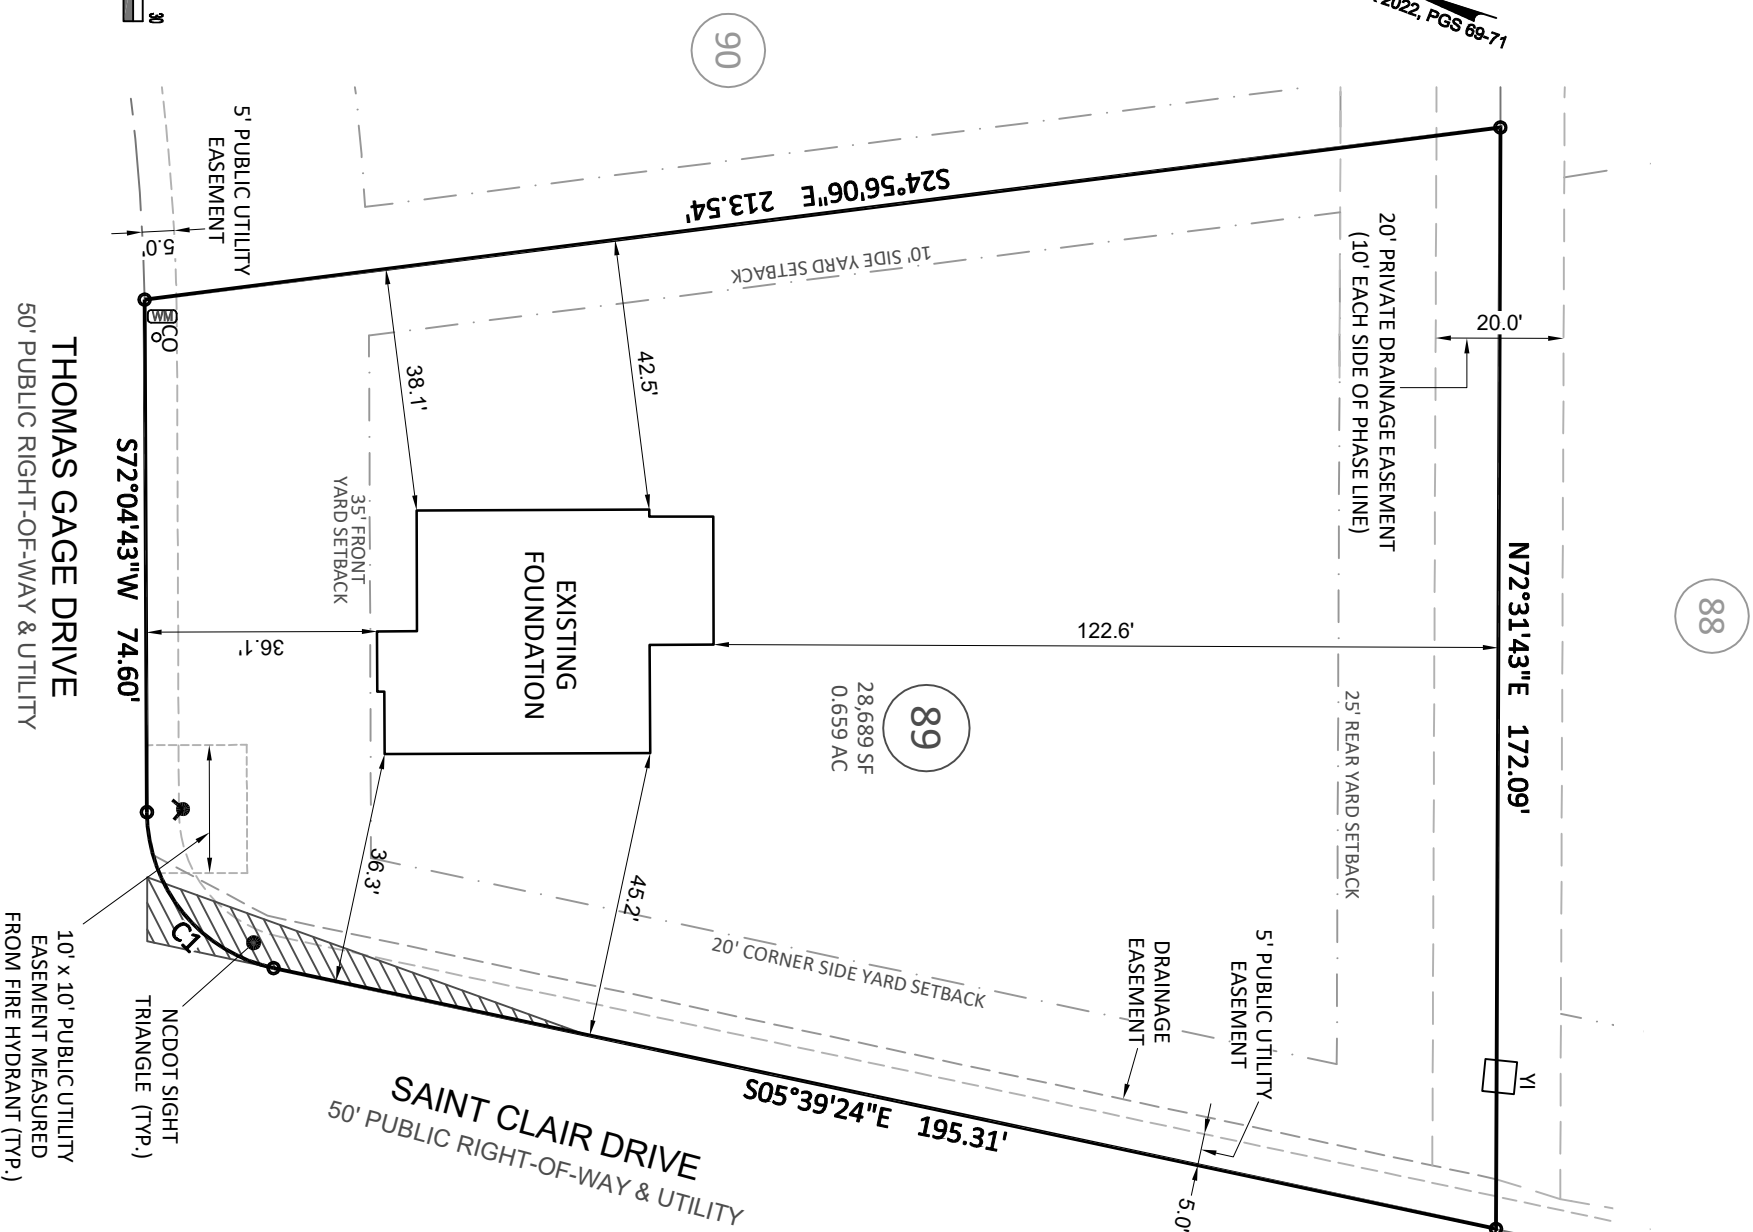 30
2022, PGS 69-71
90
88
5' PUBLIC UTILITY
EASEMENT
5.0'
S24°56'06"E 213.54'
10' SIDE YARD SETBACK
20' PRIVATE DRAINAGE EASEMENT
(10' EACH SIDE OF PHASE LINE)
20.0'
N72°31'43"E 172.09'
WM
CO
38.1'
42.5'
THOMAS GAGE DRIVE
50' PUBLIC RIGHT-OF-WAY & UTILITY
S72°04'43"W 74.60'
35' FRONT
YARD SETBACK
36.1'
EXISTING
FOUNDATION
122.6'
89
28,689 SF
0.659 AC
25' REAR YARD SETBACK
36.3'
45.2'
20' CORNER SIDE YARD SETBACK
DRAINAGE
EASEMENT
5' PUBLIC UTILITY
EASEMENT
YI
C1
10' x 10' PUBLIC UTILITY
EASEMENT MEASURED
FROM FIRE HYDRANT (TYP.)
NCDOT SIGHT
TRIANGLE (TYP.)
SAINT CLAIR DRIVE
50' PUBLIC RIGHT-OF-WAY & UTILITY
S05°39'24"E 195.31'
5.0'